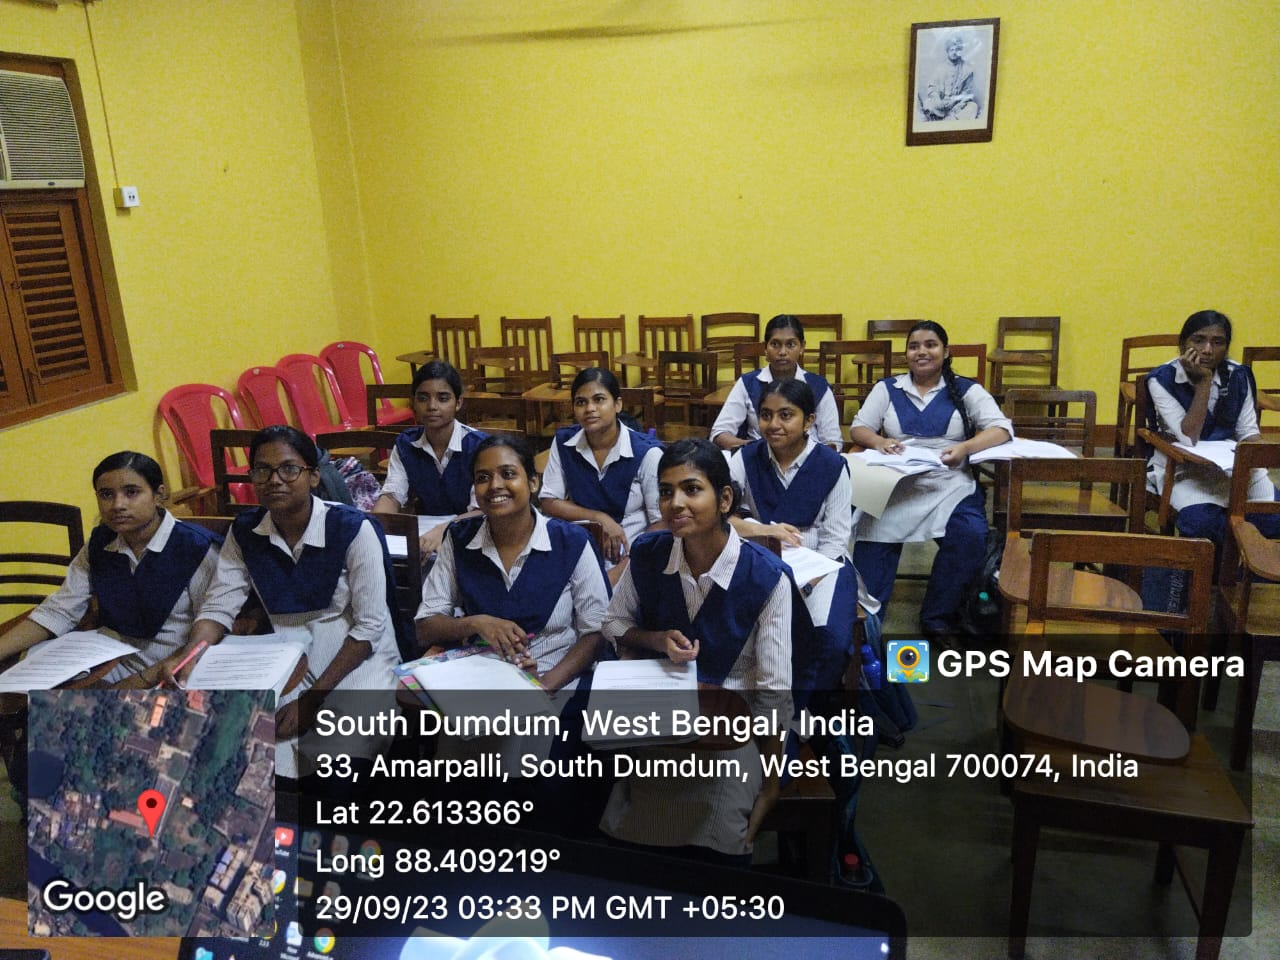 GPS Map Camera
South Dumdum, West Bengal, India
33, Amarpalli, South Dumdum, West Bengal 700074, India
Lat 22.613366°
Long 88.409219°
29/09/23 03:33 PM GMT +05:30
Google